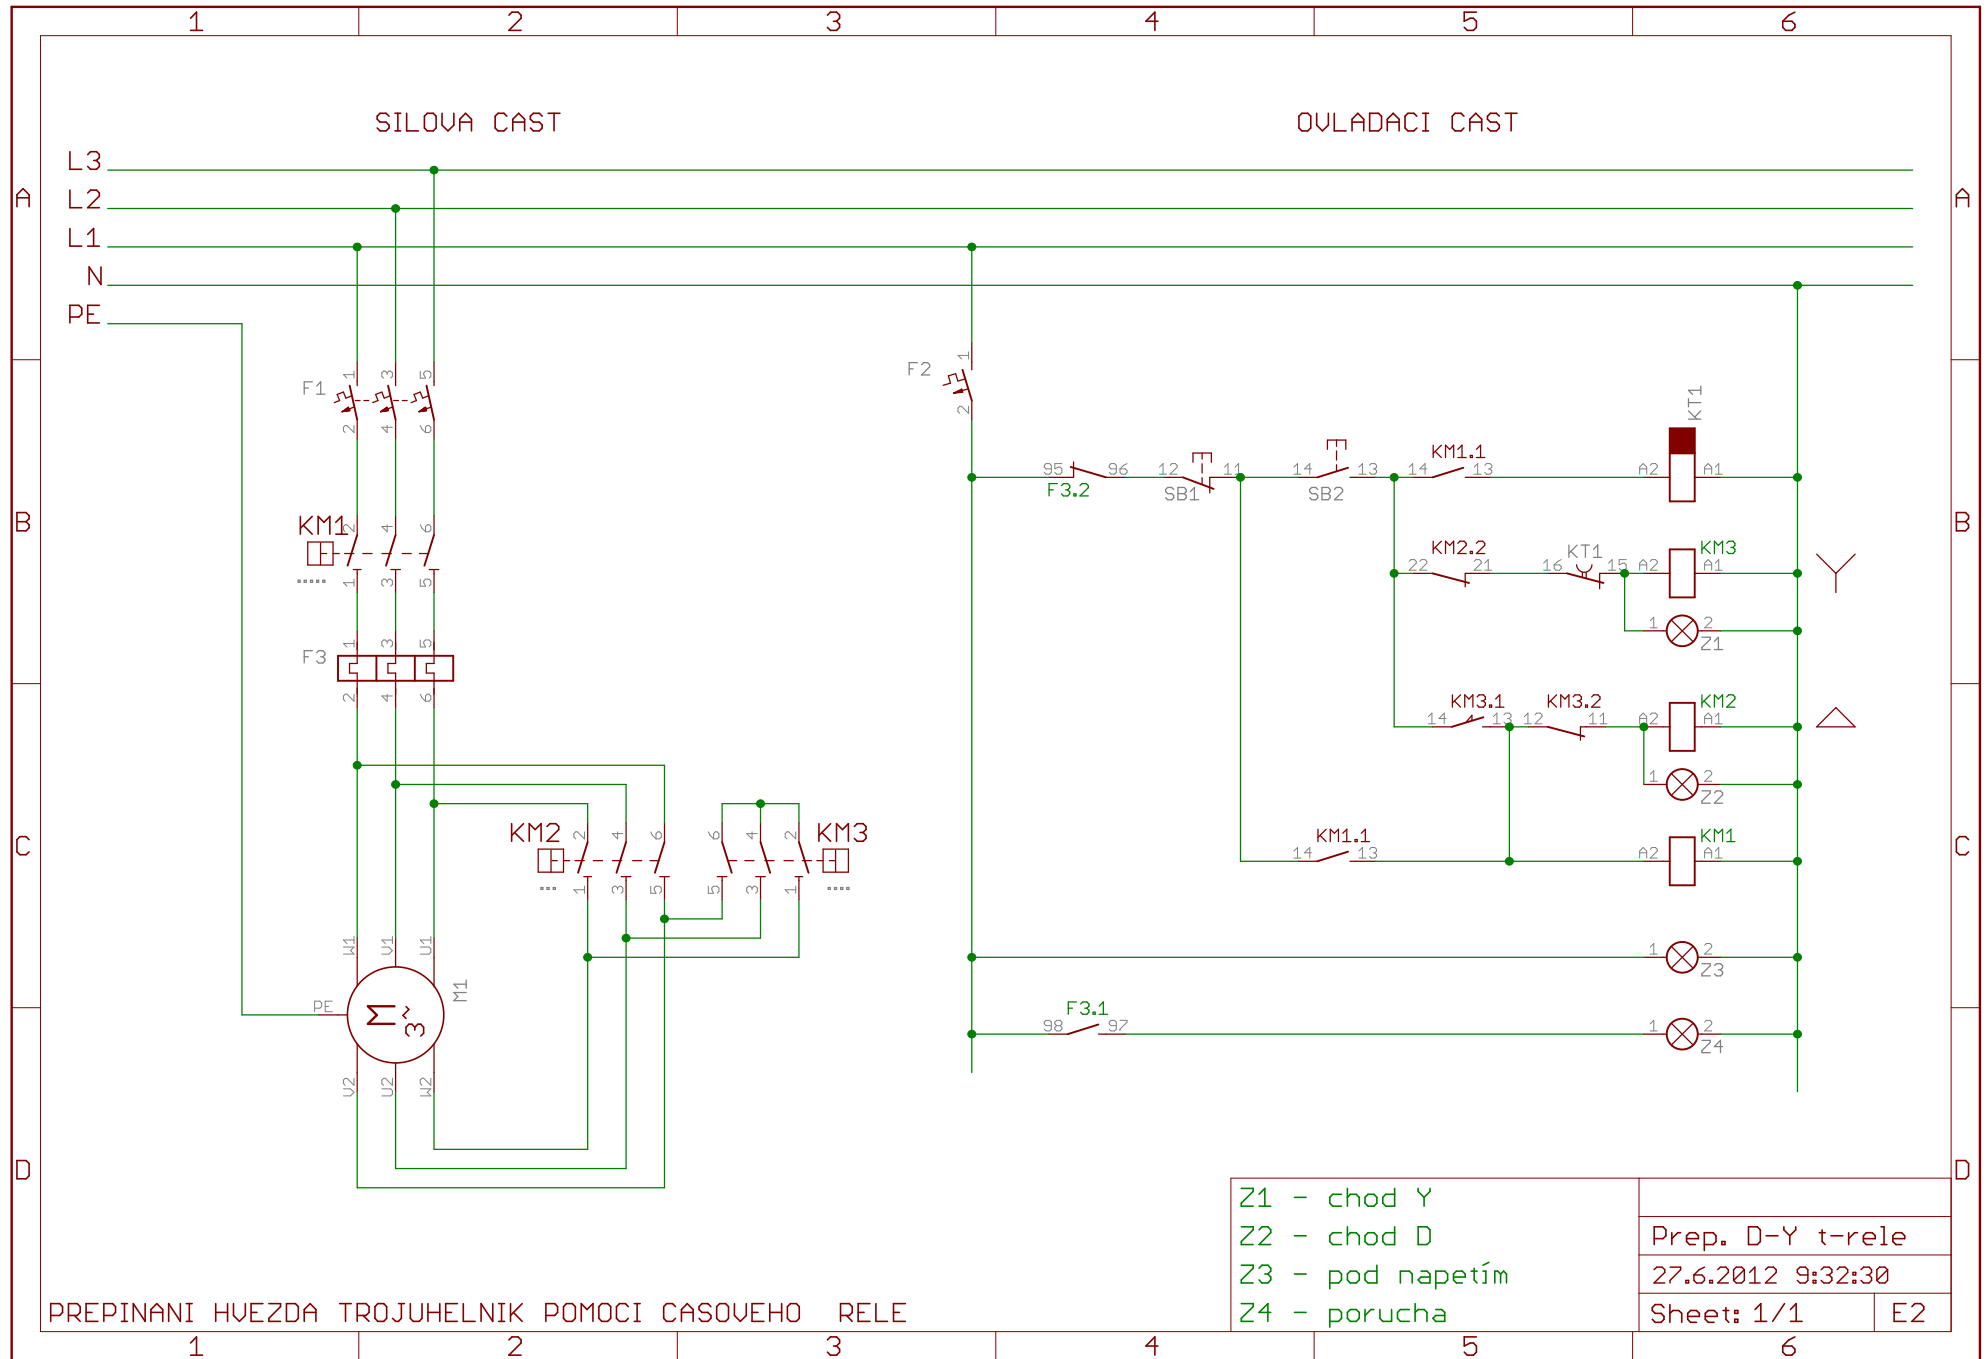 1 2 3 4 5 6
SILOVA CAST
OVLADACI CAST
L3
A A
L2
L1
N
PE
1 3 5
F1
2 4 6
F2
1
2
KT1
KM1.1
95 96 12 11 14 13 14 13 A2 A1
F3.2 SB1 SB2
B B
KM1
2 4 6
1 3 5
KM2.2 KT1 KM3
22 21 16 15 A2 A1
1 2
Z1
F3
1 3 5
2 4 6
KM3.1 KM3.2 KM2
14 13 12 11 A2 A1
1 2
Z2
C C
KM2 2 4 6 6 4 2 KM3
1 3 5 5 3 1
KM1.1 KM1
14 13 A2 A1
W1 V1 U1
M1
PE
3~
V2 U2 W2
1 2
Z3
F3.1
98 97 1 2
Z4
D D
Z1 - chod Y
Z2 - chod D
Z3 - pod napetím
Z4 - porucha
Prep. D-Y t-rele
27.6.2012 9:32:30
Sheet: 1/1 E2
PREPINANI HVEZDA TROJUHELNIK POMOCI CASOVEHO RELE
1 2 3 4 5 6